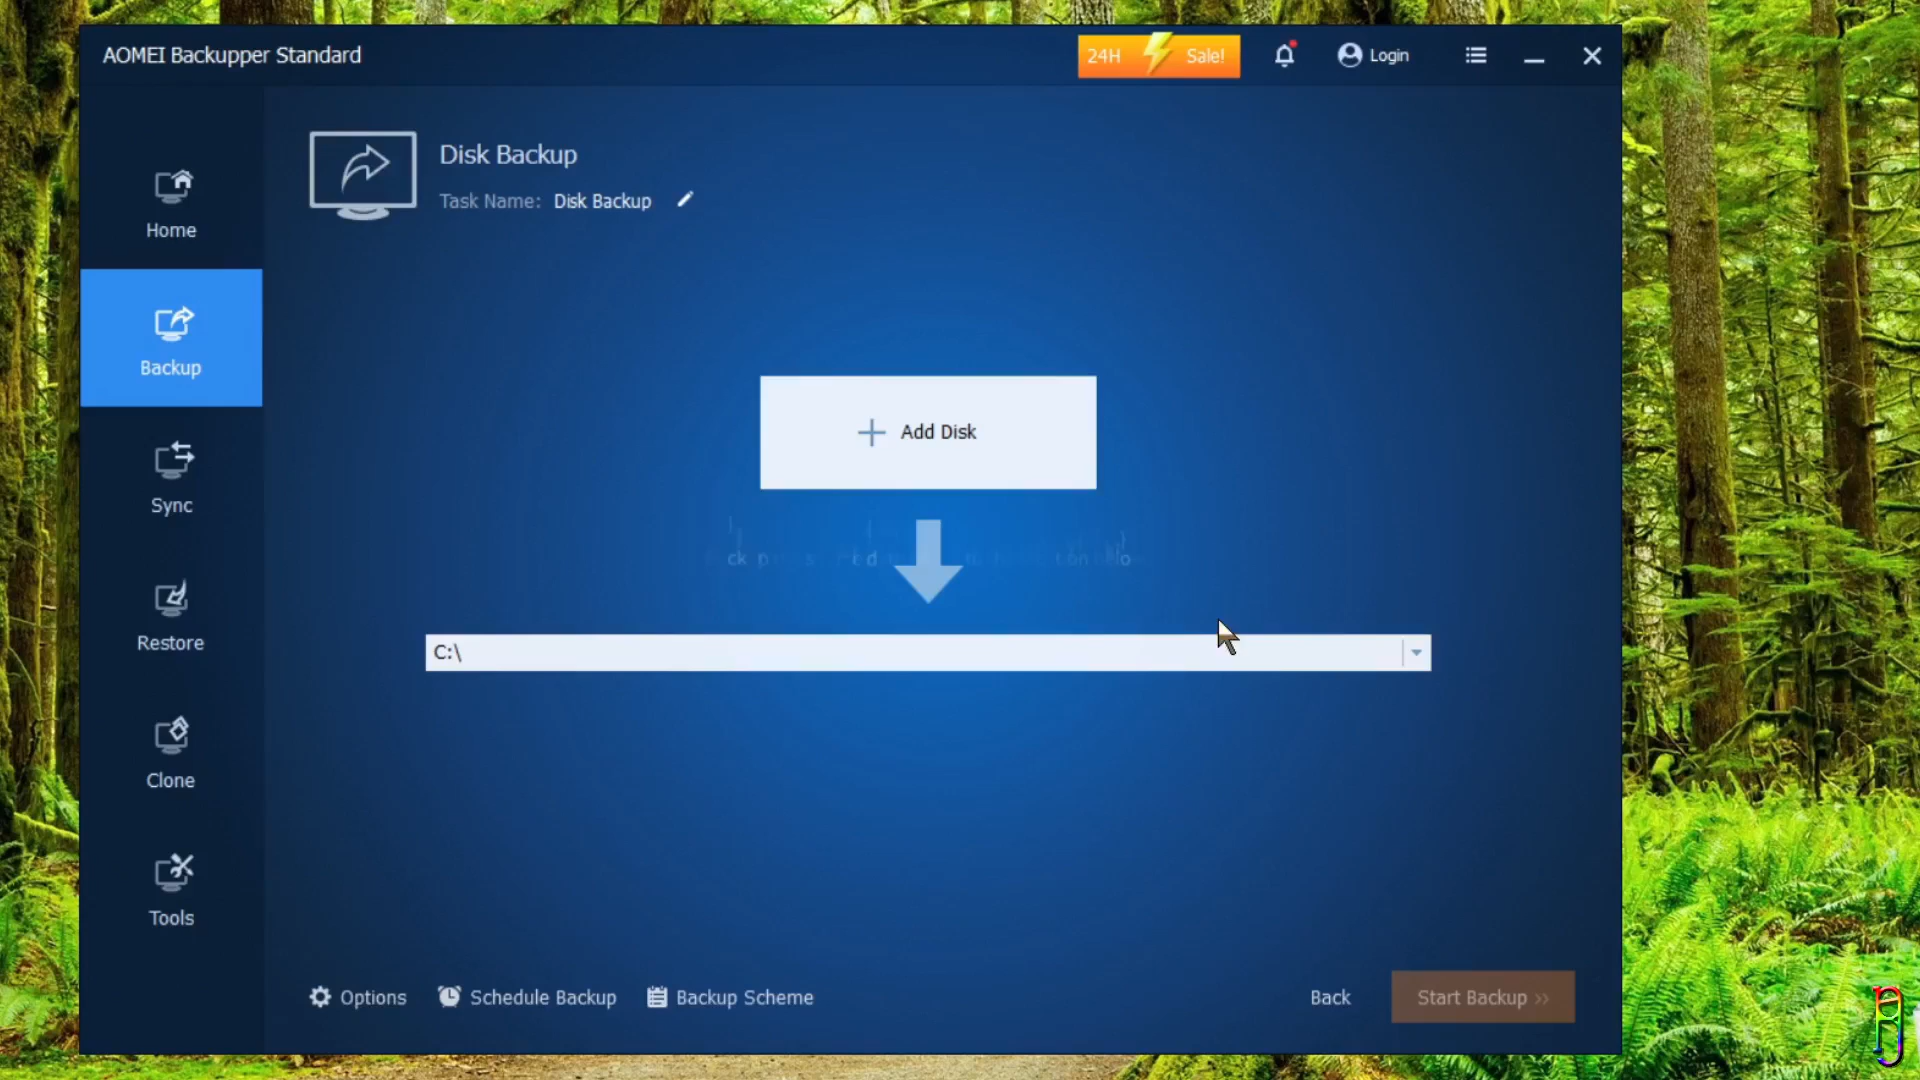 AOMEI Backupper Standard
24H Sale!
Login
Disk Backup
Task Name: Disk Backup
Home
Backup
Sync
Restore
Clone
Tools
Add Disk
C:\
Options
Schedule Backup
Backup Scheme
Back
Start Backup »